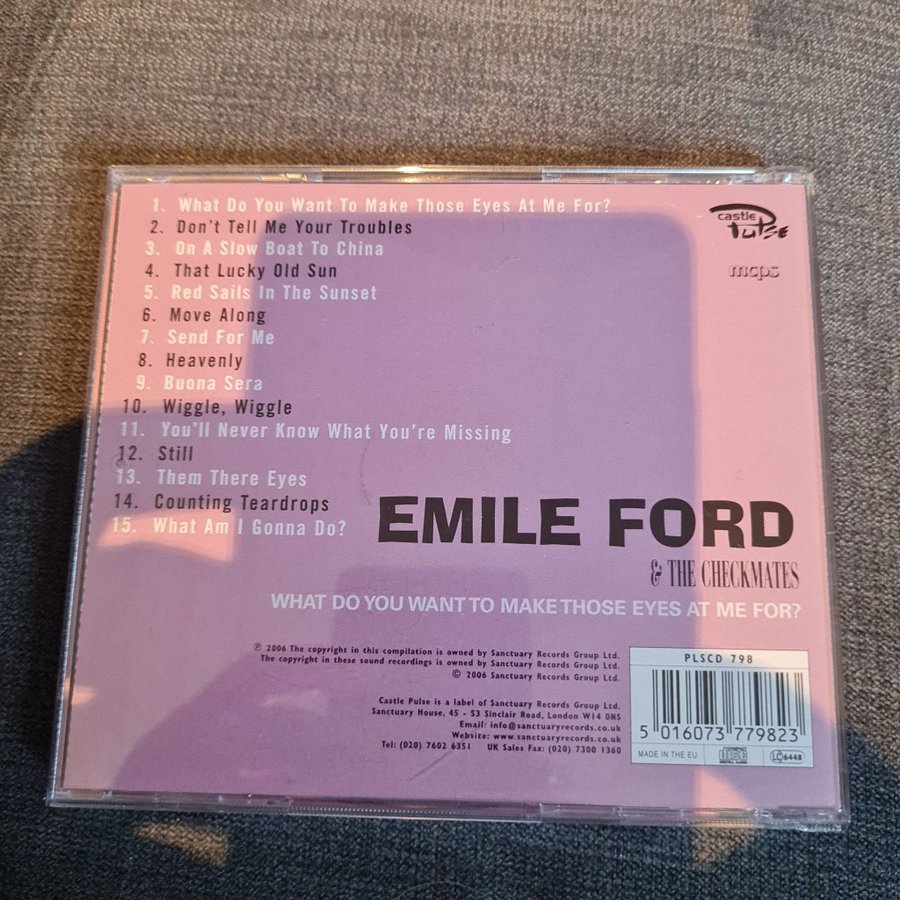 1. What Do You Want To Make Those Eyes At Me For?
2. Don't Tell Me Your Troubles
3. On A Slow Boat To China
4. That Lucky Old Sun
5. Red Sails In The Sunset
6. Move Along
7. Send For Me
8. Heavenly
9. Buona Sera
10. Wiggle, Wiggle
11. You'll Never Know What You're Missing
12. Still
13. Them There Eyes
14. Counting Teardrops
15. What Am I Gonna Do?
castle
Pulse
mcps
EMILE FORD
& THE CHECKMATES
WHAT DO YOU WANT TO MAKE THOSE EYES AT ME FOR?
℗ 2006 The copyright in this compilation is owned by Sanctuary Records Group Ltd.
The copyright in these sound recordings is owned by Sanctuary Records Group Ltd.
© 2006 Sanctuary Records Group Ltd.
Castle Pulse is a label of Sanctuary Records Group Ltd.
Sanctuary House, 45 - 53 Sinclair Road, London W14 0NS
Email: info@sanctuaryrecords.co.uk
Website: www.sanctuaryrecords.co.uk
Tel: (020) 7602 6351 UK Sales Fax: (020) 7300 1360
PLSCD 798
5 016073 779823
MADE IN THE EU
disc
LC 6448